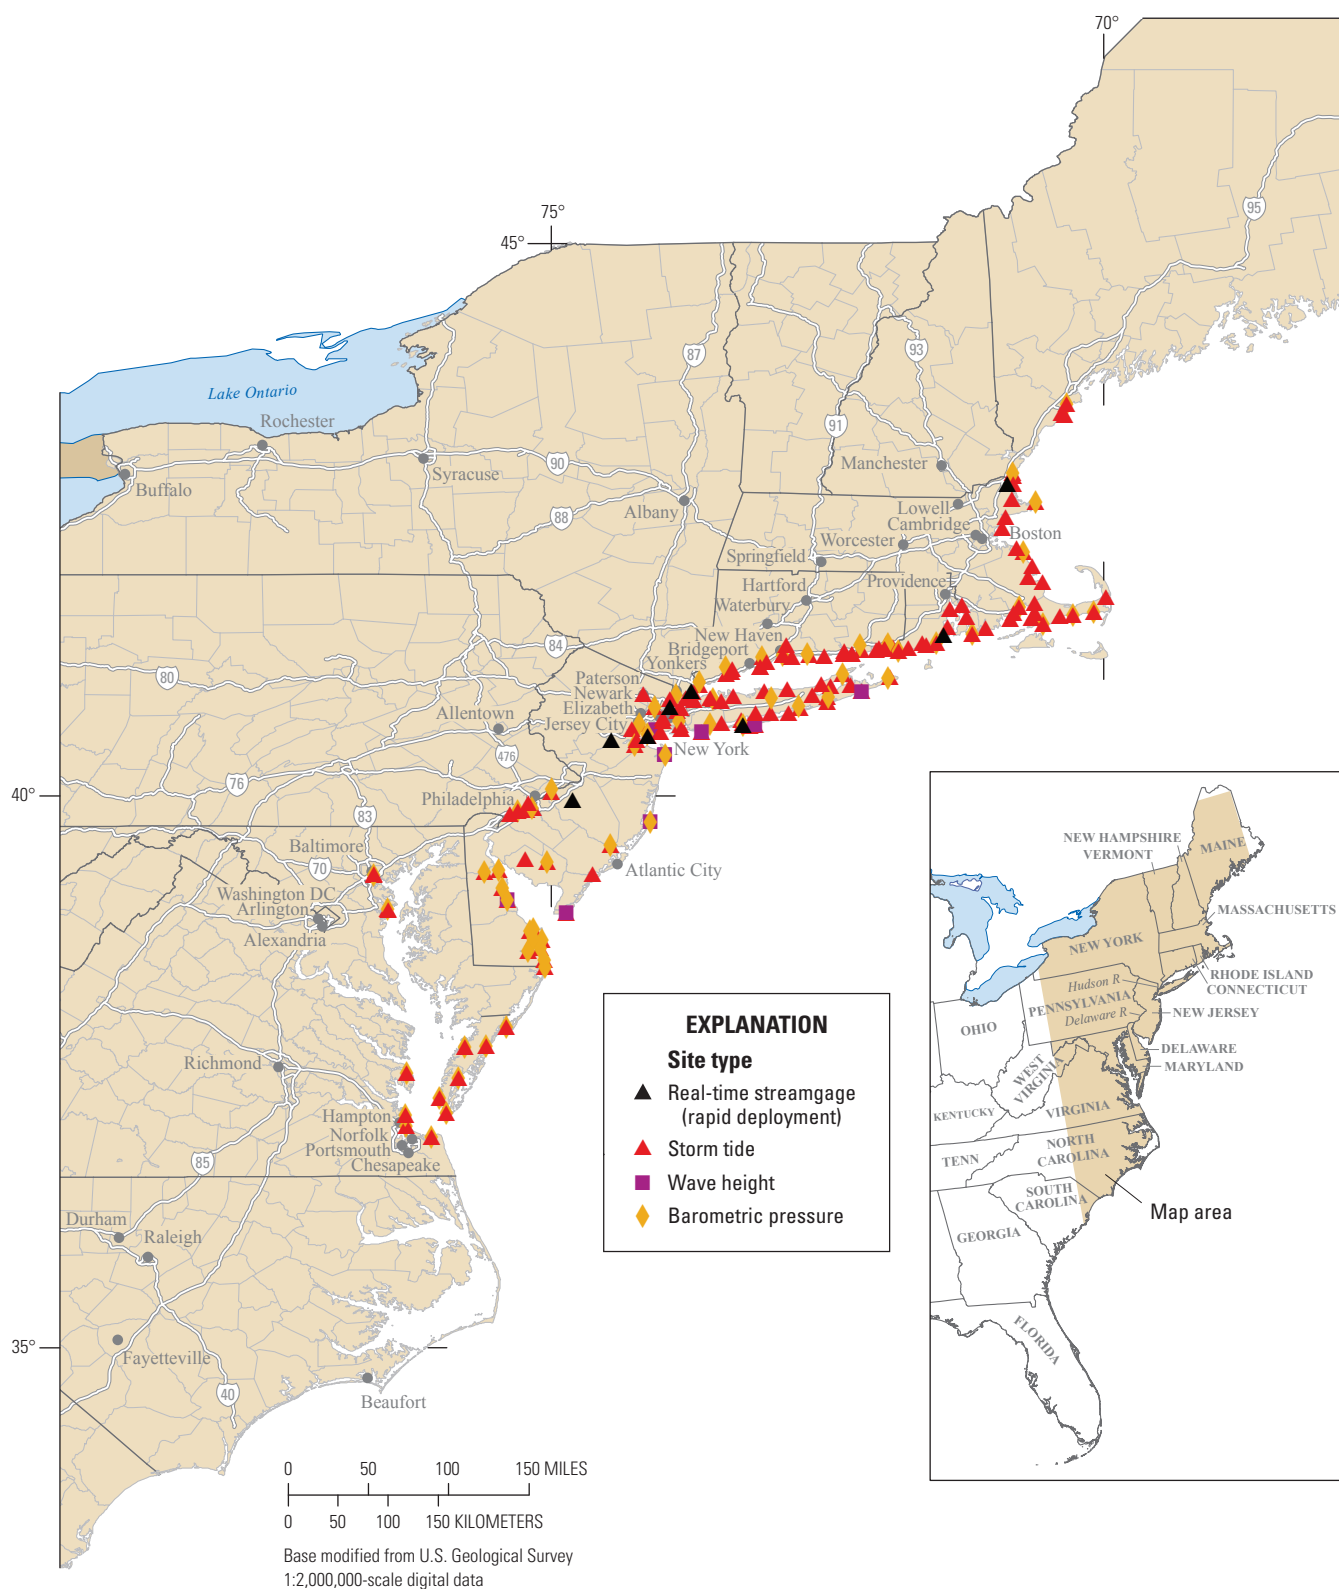 70°
75°
45°
95
87
93
Lake Ontario
Rochester
91
Manchester
90
Syracuse
Buffalo
Albany
Lowell
Cambridge
88
Boston
Worcester
Springfield
Hartford
Providence
Waterbury
New Haven
84
Bridgeport
Yonkers
80
Paterson
Newark
Elizabeth
Allentown
Jersey City
New York
476
76
40°
Philadelphia
83
Baltimore
70
Atlantic City
Washington DC
Arlington
Alexandria
Richmond
Hampton
Norfolk
Portsmouth
Chesapeake
85
Durham
Raleigh
35°
Fayetteville
40
Beaufort
EXPLANATION
Site type
Real-time streamgage
(rapid deployment)
Storm tide
Wave height
Barometric pressure
NEW HAMPSHIRE
VERMONT
MAINE
MASSACHUSETTS
NEW YORK
RHODE ISLAND
CONNECTICUT
Hudson R
PENNSYLVANIA
Delaware R
NEW JERSEY
OHIO
DELAWARE
MARYLAND
WEST
VIRGINIA
KENTUCKY
VIRGINIA
NORTH
CAROLINA
TENN
SOUTH
CAROLINA
Map area
GEORGIA
FLORIDA
0 50 100 150 MILES
0 50 100 150 KILOMETERS
Base modified from U.S. Geological Survey
1:2,000,000-scale digital data